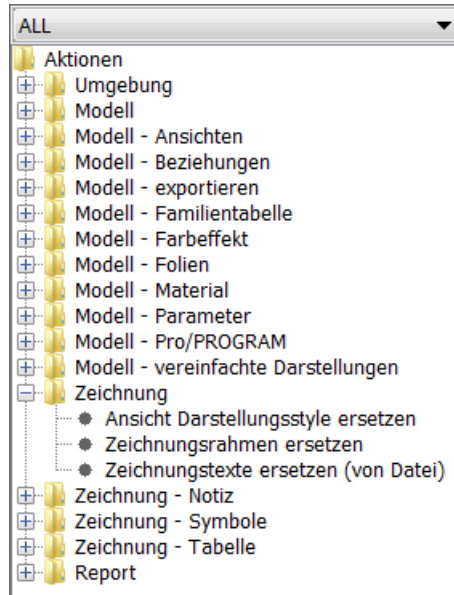 ALL
Aktionen
Umgebung
Modell
Modell - Ansichten
Modell - Beziehungen
Modell - exportieren
Modell - Familientabelle
Modell - Farbeffekt
Modell - Folien
Modell - Material
Modell - Parameter
Modell - Pro/PROGRAM
Modell - vereinfachte Darstellungen
Zeichnung
Ansicht Darstellungsstyle ersetzen
Zeichnungsrahmen ersetzen
Zeichnungstexte ersetzen (von Datei)
Zeichnung - Notiz
Zeichnung - Symbole
Zeichnung - Tabelle
Report